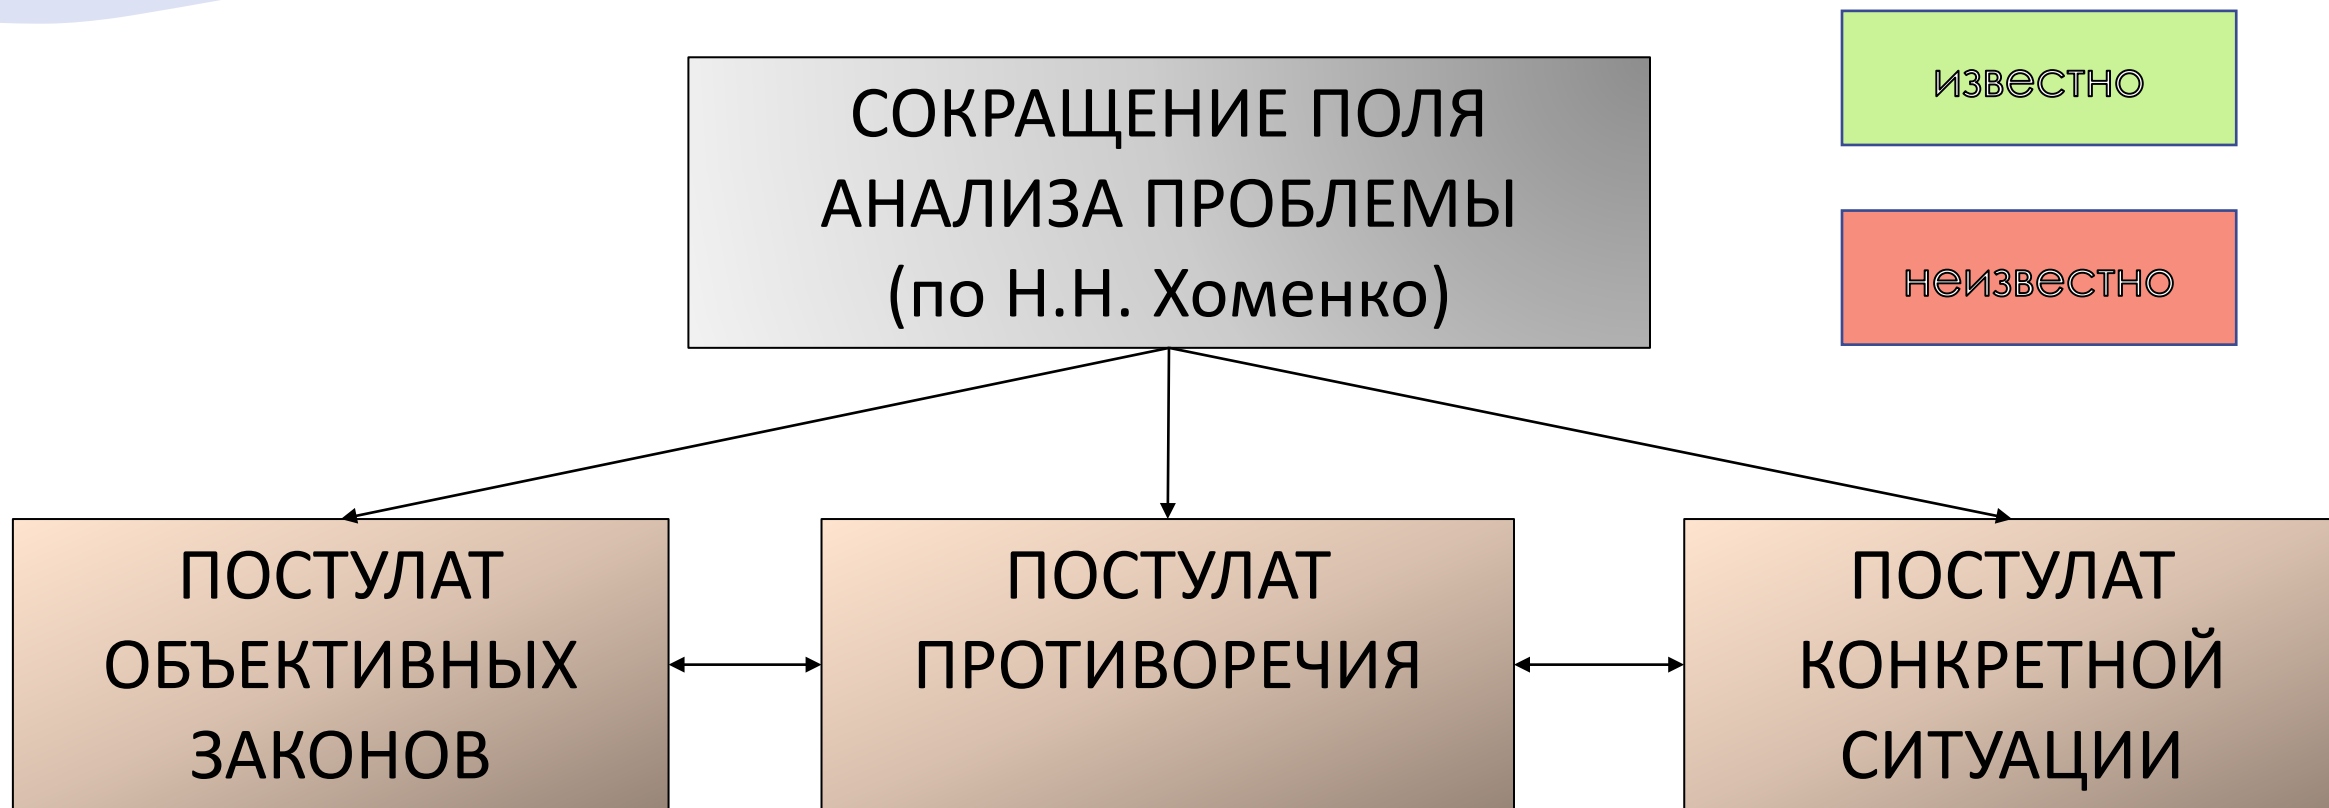 СОКРАЩЕНИЕ ПОЛЯ
АНАЛИЗА ПРОБЛЕМЫ
(по Н.Н. Хоменко)
известно
неизвестно
ПОСТУЛАТ
ОБЪЕКТИВНЫХ
ЗАКОНОВ
ПОСТУЛАТ
ПРОТИВОРЕЧИЯ
ПОСТУЛАТ
КОНКРЕТНОЙ
СИТУАЦИИ